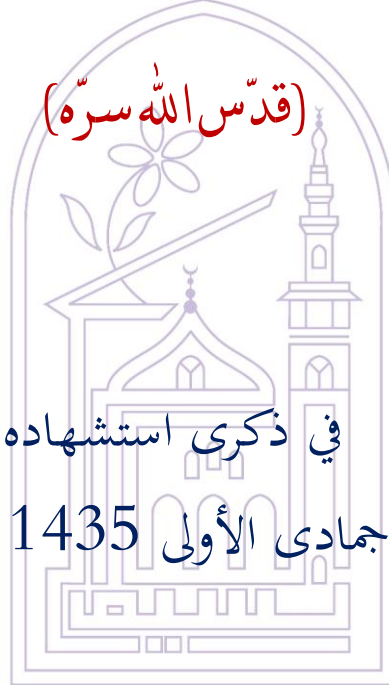 (قدّس الله سرّه)
في ذكرى استشهاده
جمادى الأولى 1435